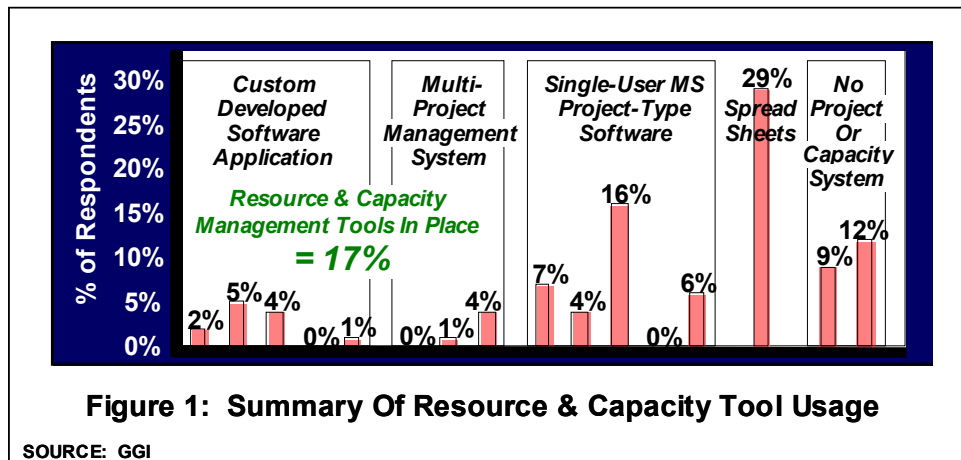 % of Respondents
30%
25%
20%
15%
10%
5%
0%
Custom
Developed
Software
Application
Multi-
Project
Management
System
Single-User MS
Project-Type
Software
29%
Spread
Sheets
No
Project
Or
Capacity
System
Resource & Capacity
Management Tools In Place
= 17%
2%
5%
4%
0%
1%
0%
1%
4%
7%
4%
16%
0%
6%
9%
12%
Figure 1: Summary Of Resource & Capacity Tool Usage
SOURCE: GGI